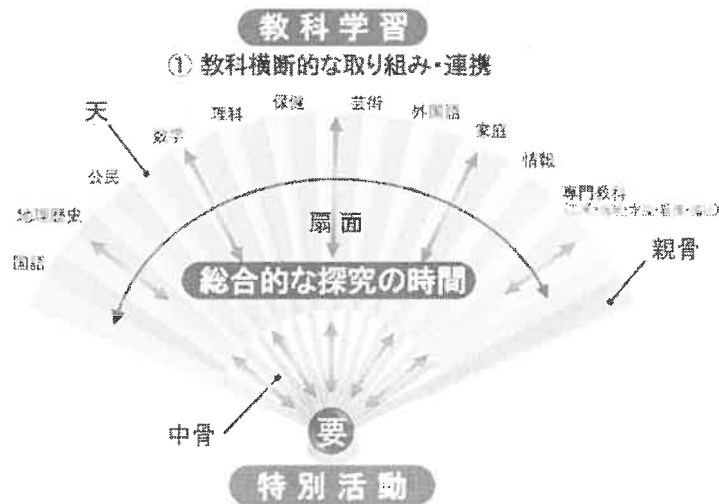 教科学習
① 教科横断的な取り組み・連携
天
国語
地理歴史
公民
数学
理科
保健
芸術
外国語
家庭
情報
専門教科
扇面
親骨
総合的な探究の時間
中骨
要
特別活動